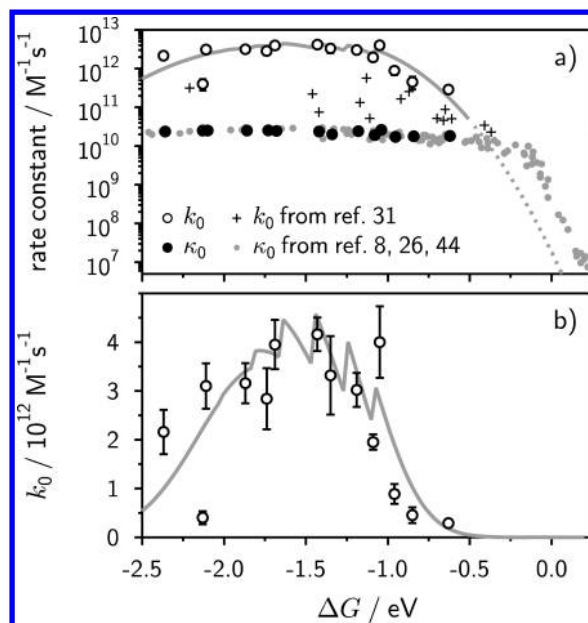 a)
rate constant / M⁻¹s⁻¹
10¹³
10¹²
10¹¹
10¹⁰
10⁹
10⁸
10⁷
k₀ k₀ from ref. 31
κ₀ κ₀ from ref. 8, 26, 44
b)
k₀ / 10¹² M⁻¹s⁻¹
4
3
2
1
0
-2.5 -2.0 -1.5 -1.0 -0.5 0.0
ΔG / eV